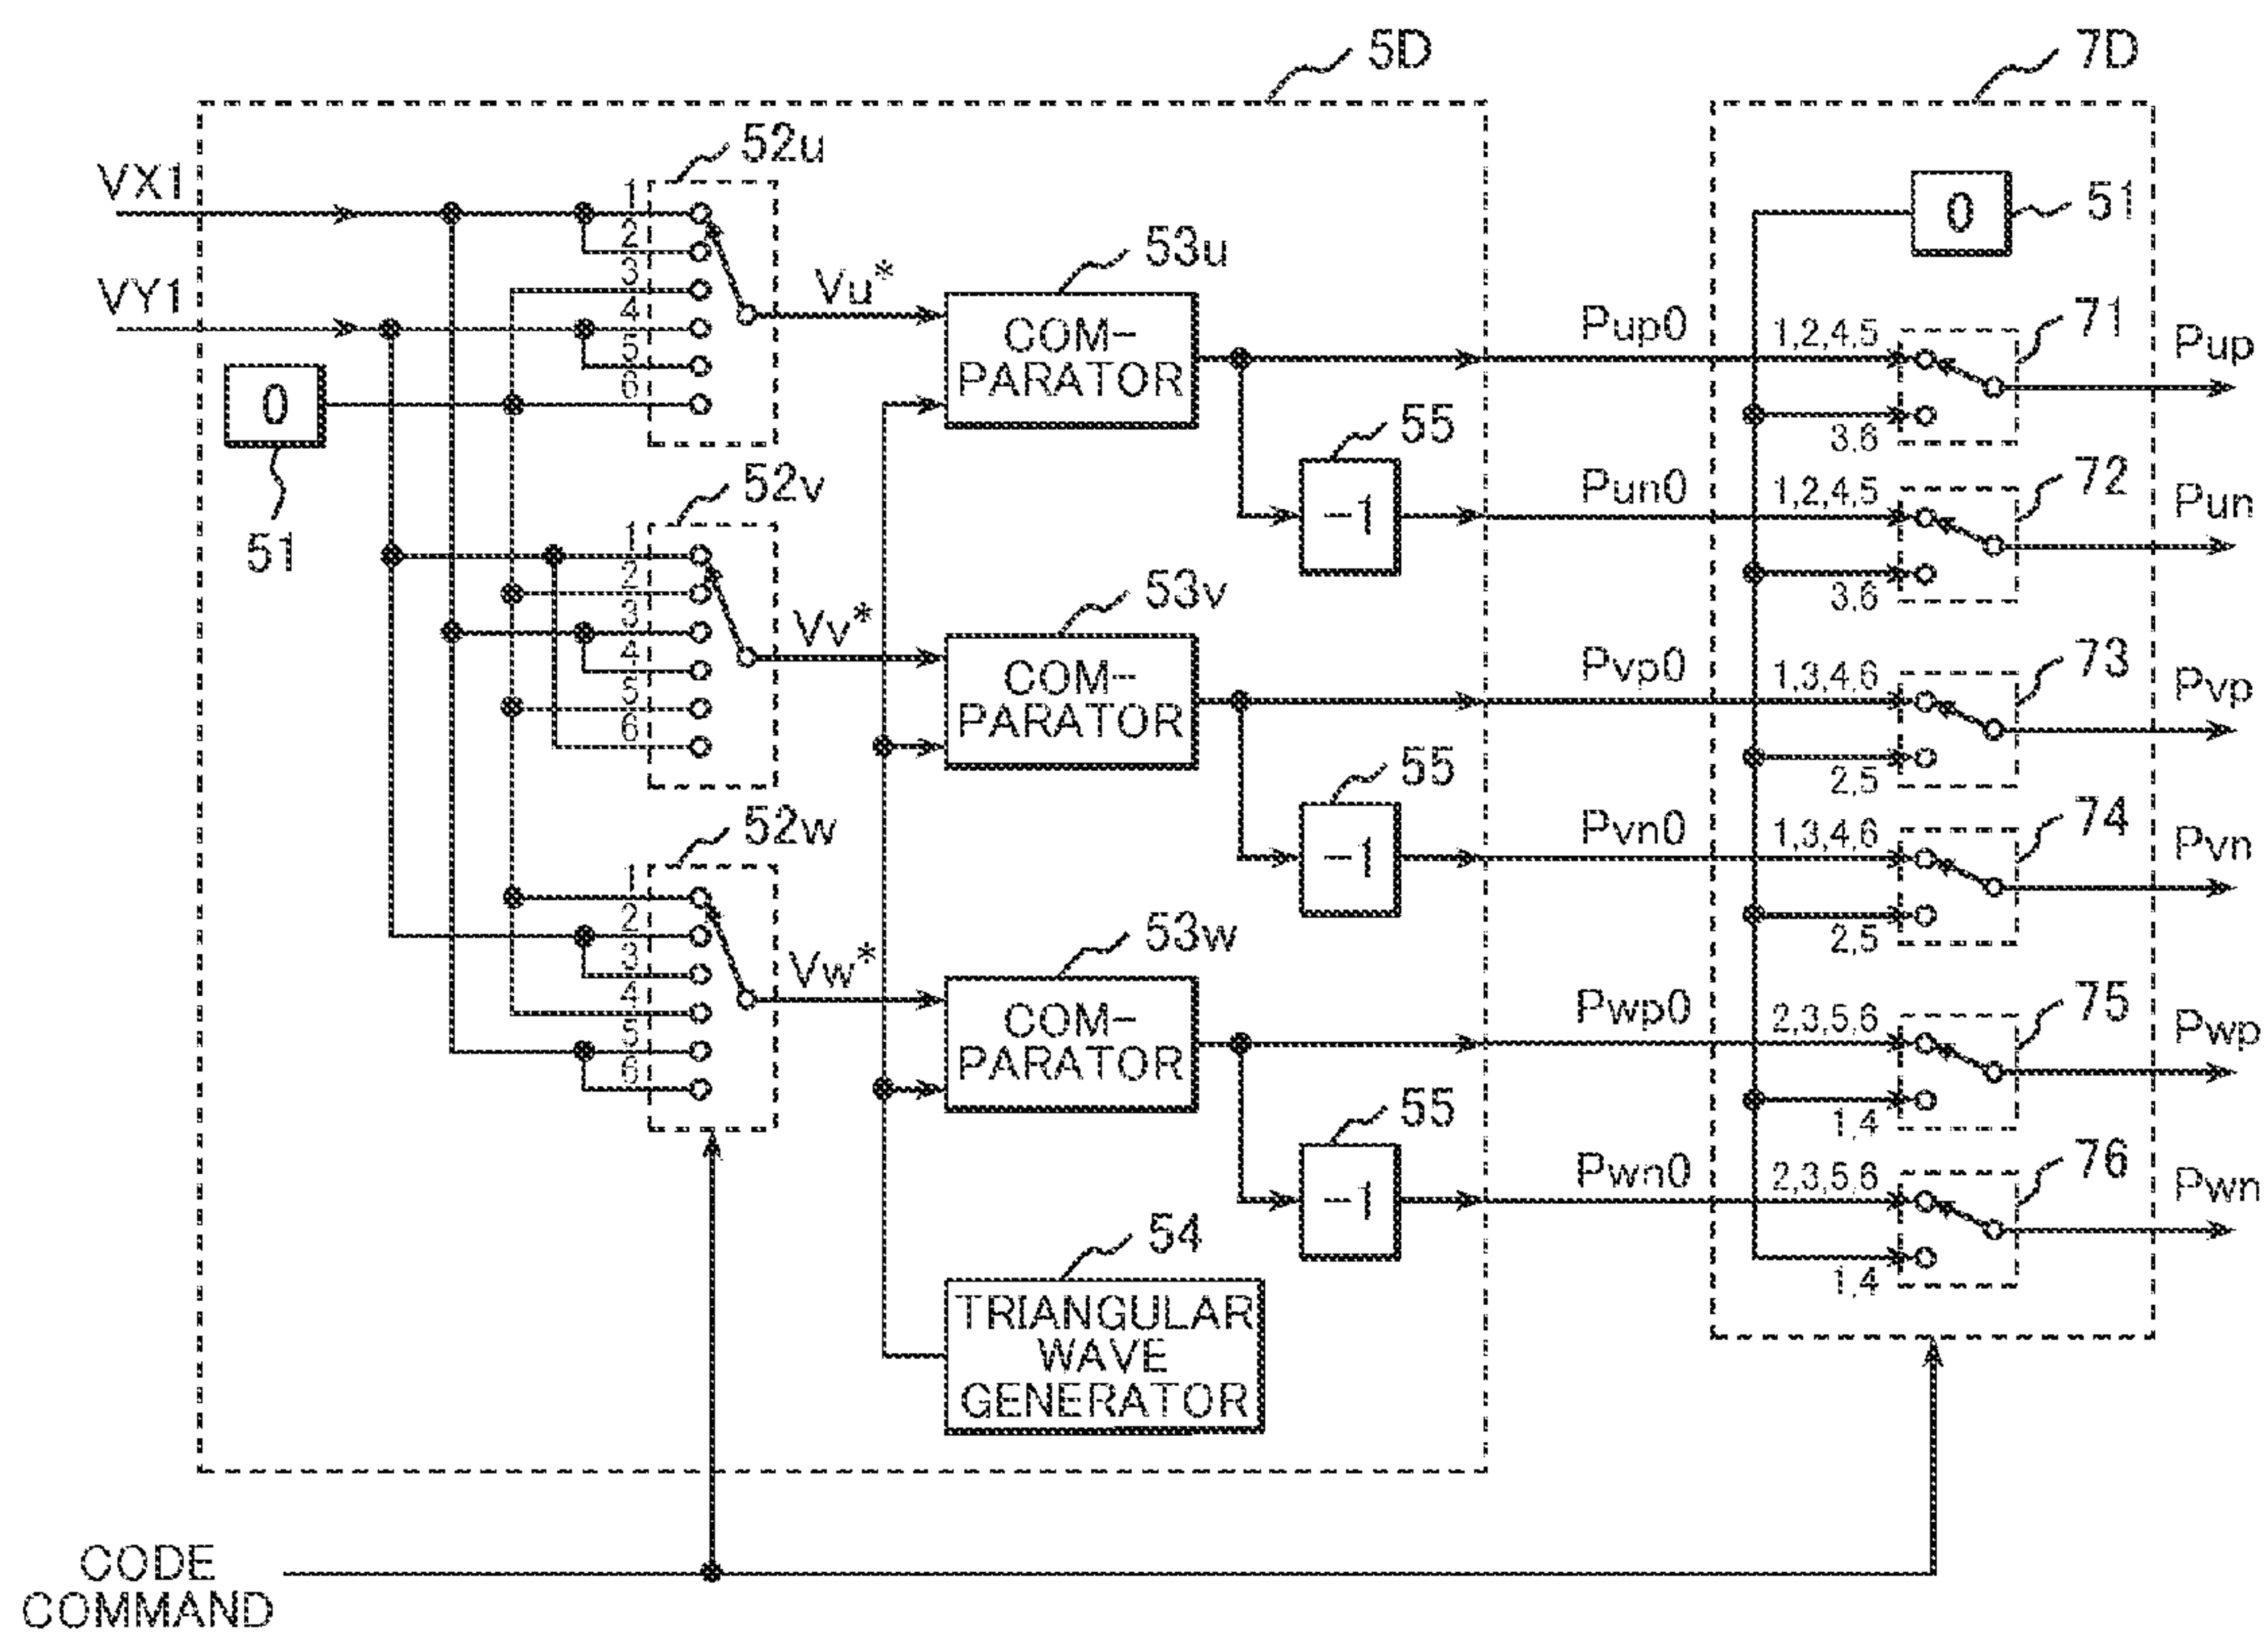 5D
7D
52u
VX1
1
2
3
4
5
6
51
0
53u
Vu*
VY1
COM-
PARATOR
Pup0
1,2,4,5
71
Pup
3,6
0
51
55
-1
Pun0
1,2,4,5
72
Pun
3,6
52v
1
2
3
4
5
6
53v
Vv*
COM-
PARATOR
Pvp0
1,3,4,6
73
Pvp
2,5
55
-1
Pvn0
1,3,4,6
74
Pvn
2,5
52w
1
2
3
4
5
6
53w
Vw*
COM-
PARATOR
Pwp0
2,3,5,6
75
Pwp
1,4
55
-1
Pwn0
2,3,5,6
76
Pwn
1,4
54
TRIANGULAR
WAVE
GENERATOR
CODE
COMMAND